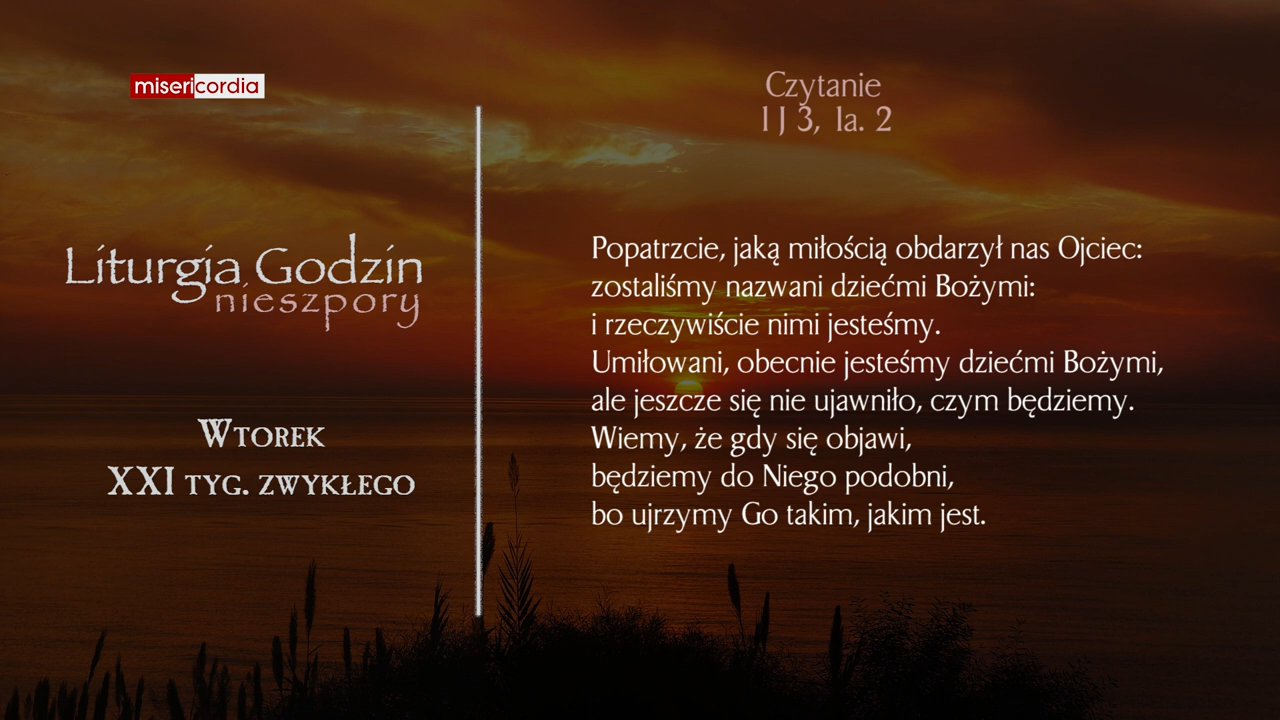 misericordia
Czytanie
1 J 3, 1a. 2
Liturgia Godzin
nieszpory
Wtorek
XXI tyg. zwykłego
Popatrzcie, jaką miłością obdarzył nas Ojciec:
zostaliśmy nazwani dziećmi Bożymi:
i rzeczywiście nimi jesteśmy.
Umiłowani, obecnie jesteśmy dziećmi Bożymi,
ale jeszcze się nie ujawniło, czym będziemy.
Wiemy, że gdy się objawi,
będziemy do Niego podobni,
bo ujrzymy Go takim, jakim jest.